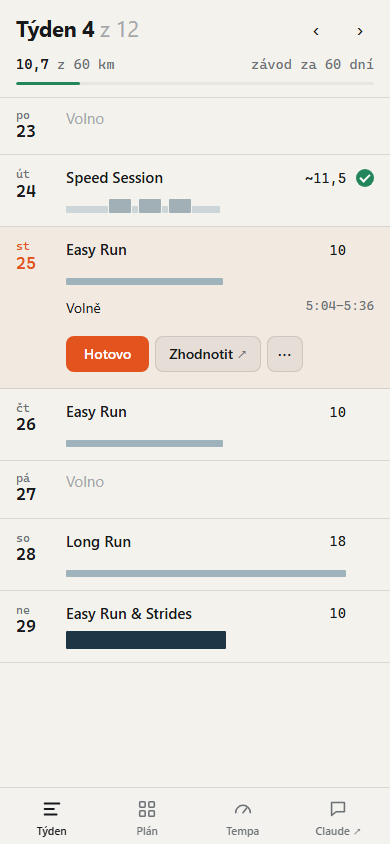 Týden 4 z 12
10,7 z 60 km
závod za 60 dní
po
23
Volno
út
24
Speed Session
~11,5
st
25
Easy Run
10
Volně
5:04–5:36
Hotovo
Zhodnotit ↗
···
čt
26
Easy Run
10
pá
27
Volno
so
28
Long Run
18
ne
29
Easy Run & Strides
10
Týden
Plán
Tempa
Claude ↗